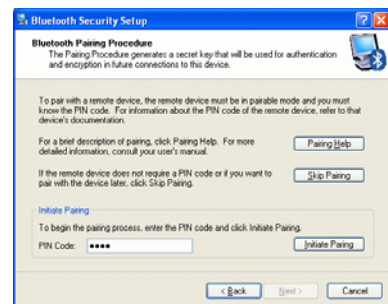 Bluetooth Security Setup
Bluetooth Pairing Procedure
The Pairing Procedure generates a secret key that will be used for authentication
and encryption in future connections to this device.
To pair with a remote device, the remote device must be in pairable mode and you must
know the PIN code. For information about the PIN code of the remote device, refer to that
device's documentation.
For a brief description of pairing, click Pairing Help. For more
detailed information, consult your user's manual.
Pairing Help
If the remote device does not require a PIN code or if you want to
pair with the device later, click Skip Pairing.
Skip Pairing
Initiate Pairing
To begin the pairing process, enter the PIN code and click Initiate Pairing.
PIN Code: ••••
Initiate Paring
< Back Next > Cancel